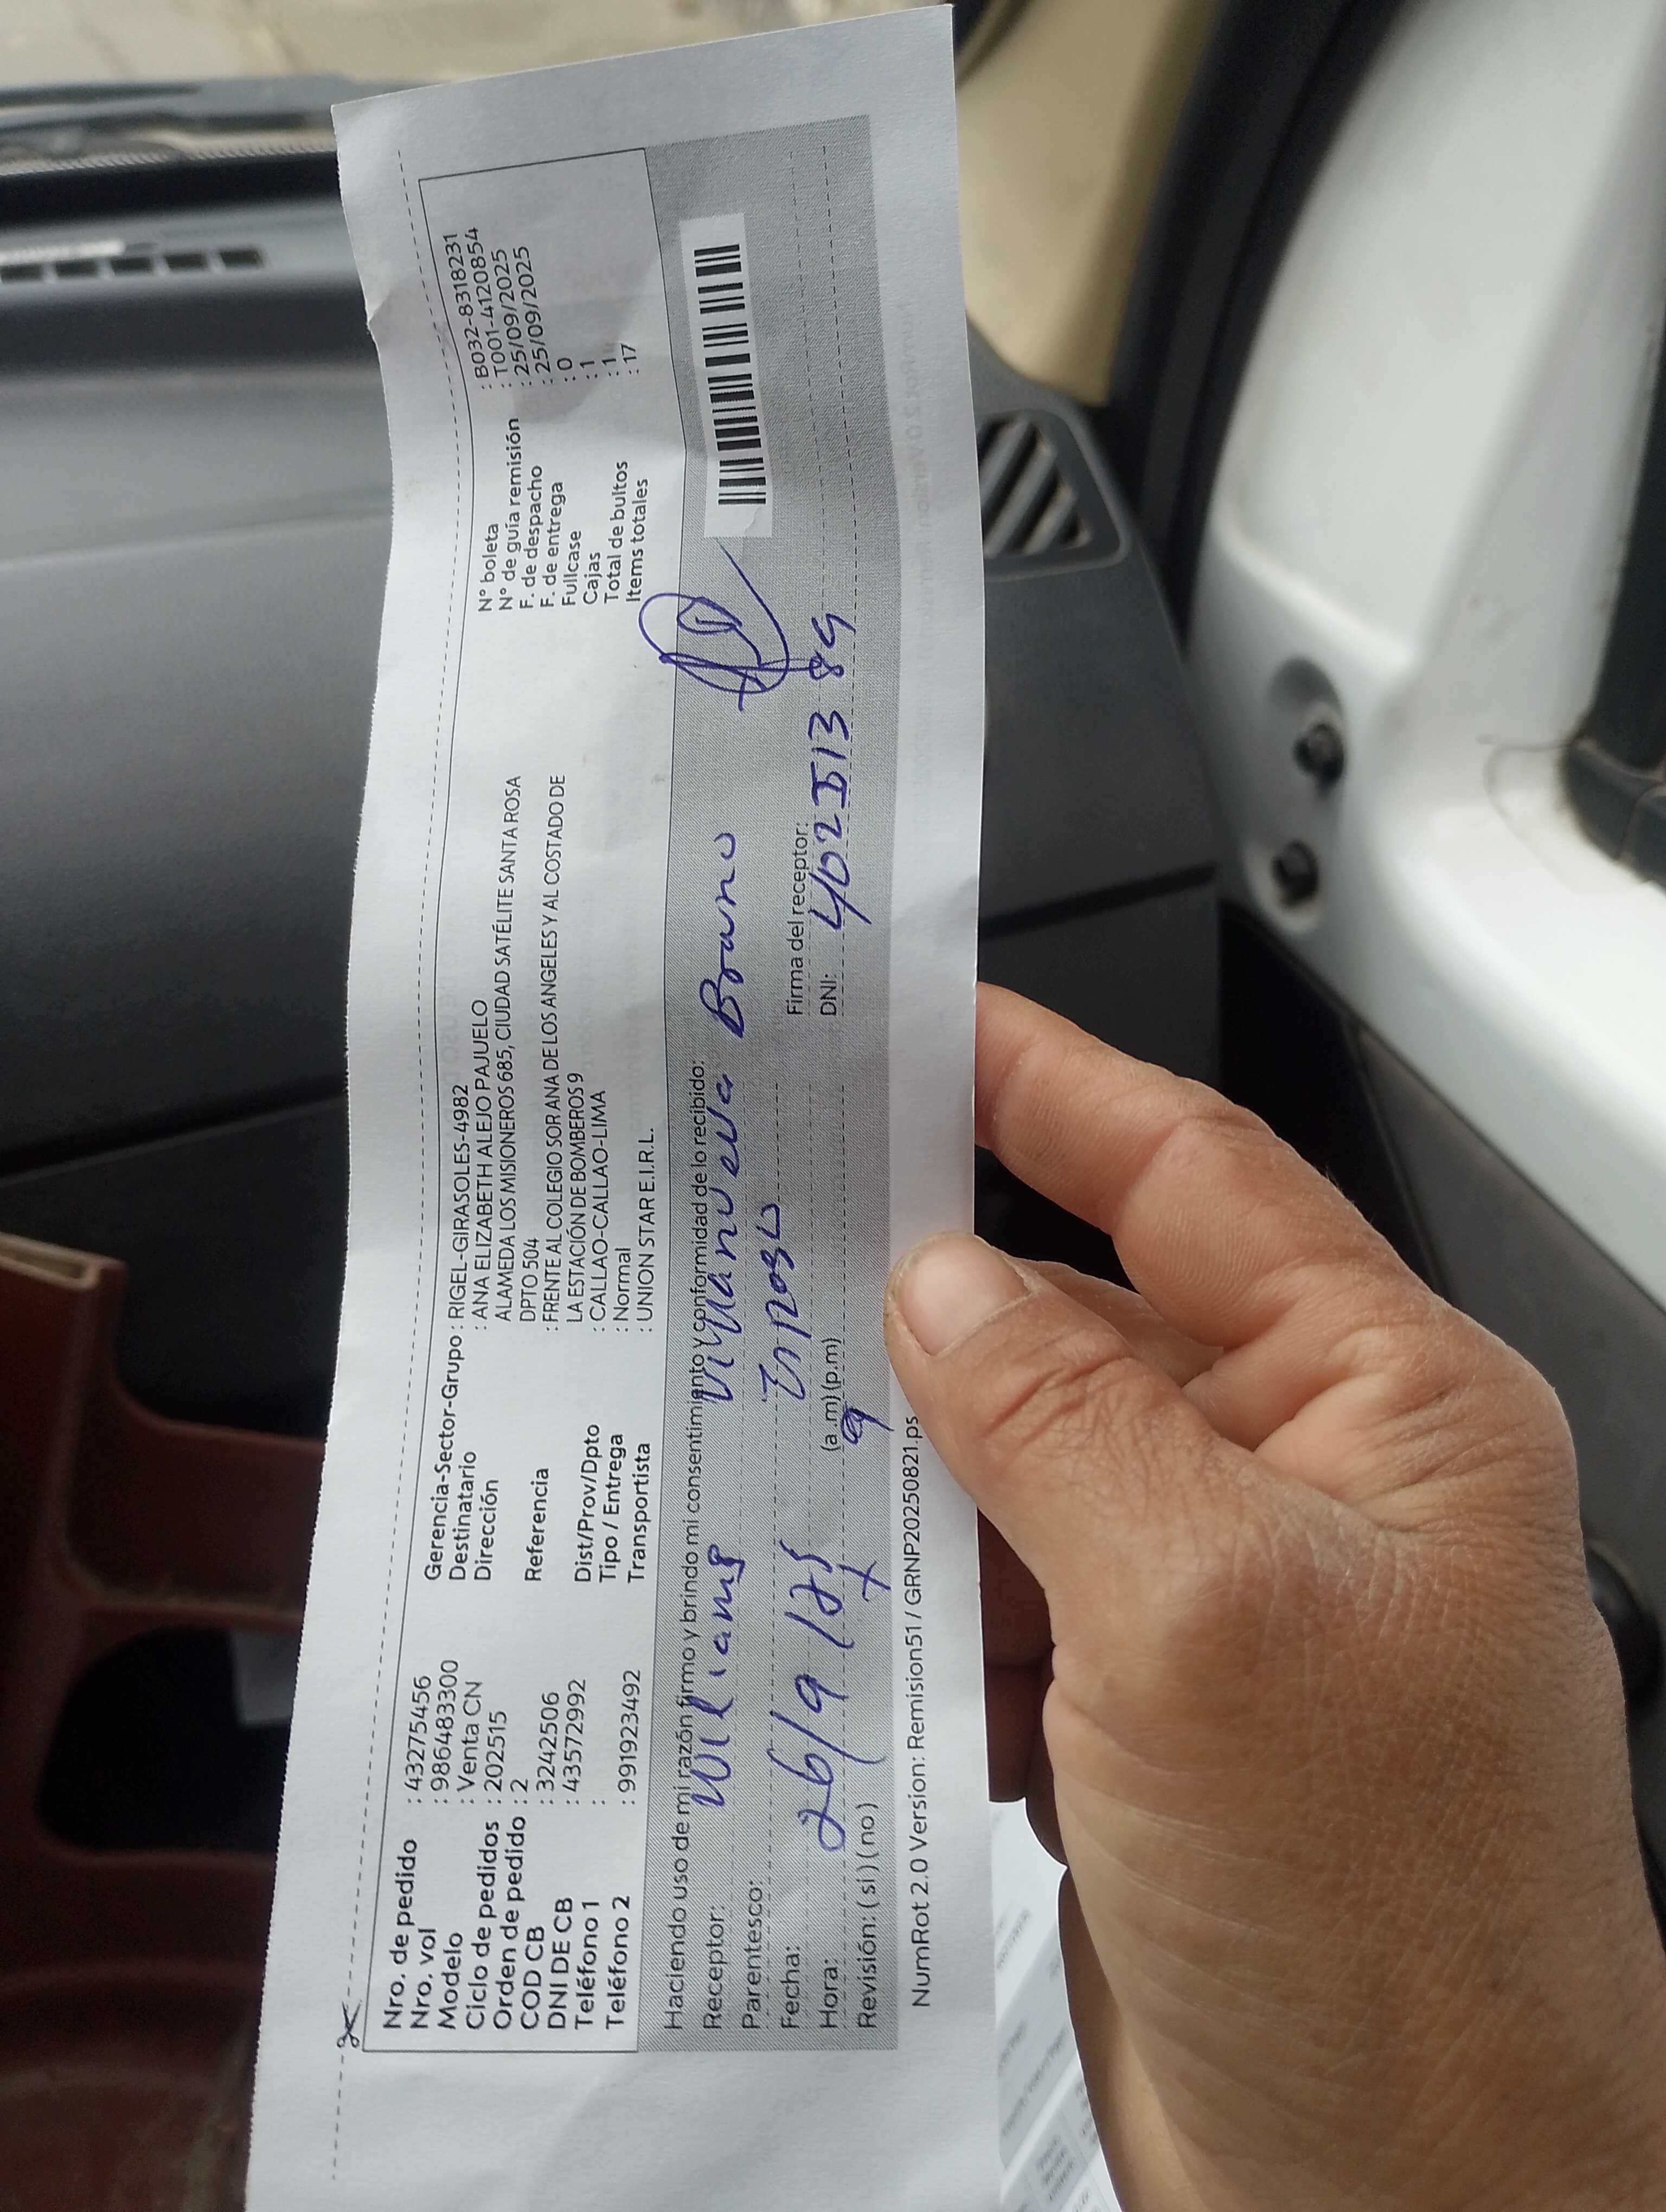 Nro. de pedido : 43275456
Nro. vol : 986483300
Modelo : Venta CN
Ciclo de pedidos : 202515
Orden de pedido : 2
COD CB : 3242506
DNI DE CB : 43572992
Teléfono 1 :
Teléfono 2 : 991923492
Gerencia-Sector-Grupo : RIGEL-GIRASOLES-4982
Destinatario : ANA ELIZABETH ALEJO PAJUELO
Dirección ALAMEDA LOS MISIONEROS 685, CIUDAD SATÉLITE SANTA ROSA
DPTO 504
Referencia : FRENTE AL COLEGIO SOR ANA DE LOS ANGELES Y AL COSTADO DE
LA ESTACIÓN DE BOMBEROS 9
Dist/Prov/Dpto : CALLAO-CALLAO-LIMA
Tipo / Entrega : Normal
Transportista : UNION STAR E.I.R.L.
N° boleta : B032-8318231
N° de guía remisión : T001-4120854
F. de despacho : 25/09/2025
F. de entrega : 25/09/2025
Fullcase : 0
Cajas : 1
Total de bultos : 1
Items totales : 17
Haciendo uso de mi razón firmo y brindo mi consentimiento y conformidad de lo recibido:
Receptor: Williams Villanueva Bruno
Parentesco: Esposo
Fecha: 26/9/25
Firma del receptor:
Hora: (a.m) (p.m)
DNI: 402 13 89
Revisión: ( si ) ( no )
NumRot 2.0 Version: Remision51 / GRNP20250821.ps